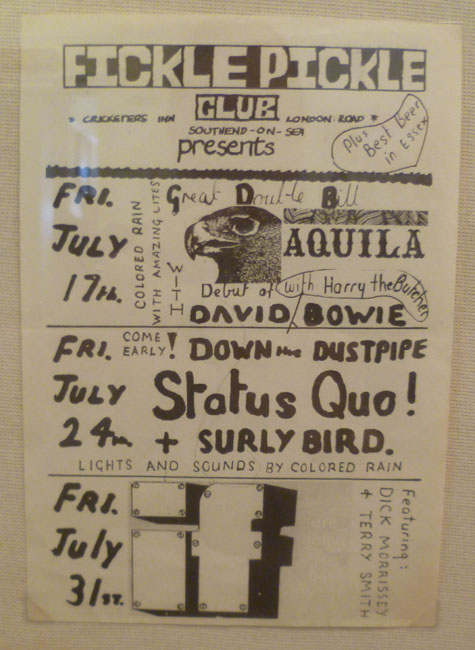 FICKLE PICKLE
CLUB
* CRICKETERS INN LONDON ROAD *
SOUTHEND-ON-SEA
presents
Plus
Best Beer
in Essex
FRI.
JULY
17th.
COLORED RAIN
WITH AMAZING LITES
Great Double Bill
WITH
AQUILA
Debut of
with Harry the Butcher
DAVID BOWIE
FRI.
JULY
24th
COME
EARLY!
DOWN the DUSTPIPE
Status Quo!
+ SURLY BIRD.
LIGHTS AND SOUNDS BY COLORED RAIN
FRI.
July
31ST.
if
Featuring:
DICK MORRISSEY
+ TERRY SMITH